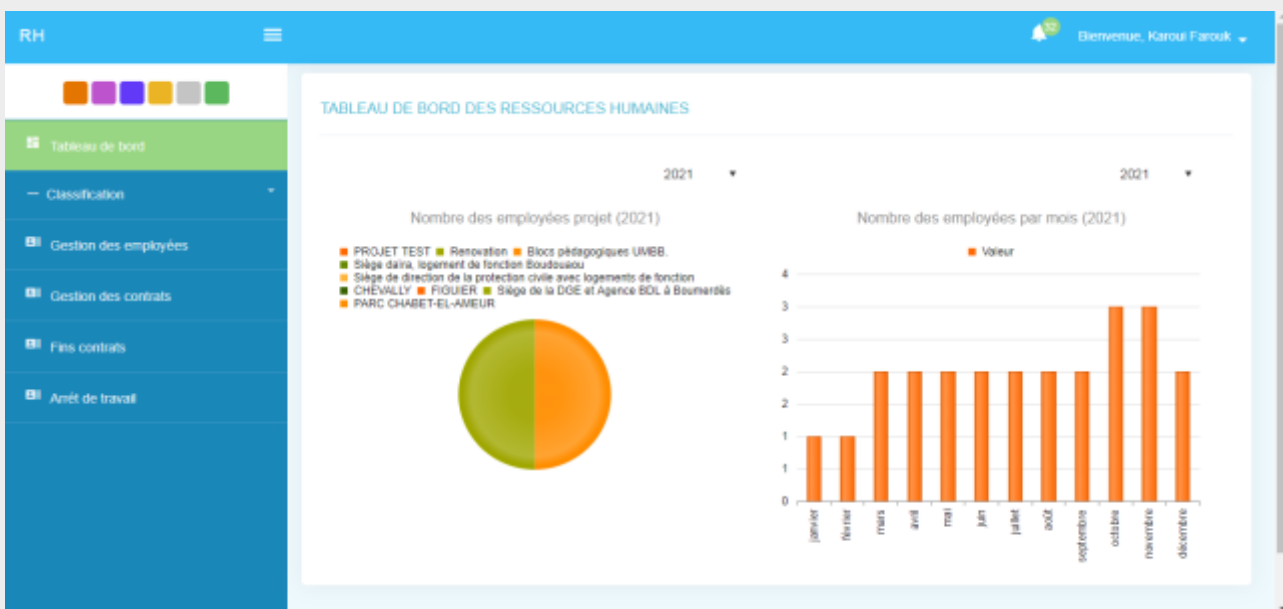 RH
52
Bienvenue, Karoui Farouk
TABLEAU DE BORD DES RESSOURCES HUMAINES
Tableau de bord
Classification
Gestion des employées
Gestion des contrats
Fins contrats
Arrêt de travail
2021
Nombre des employées projet (2021)
PROJET TEST Renovation Blocs pédagogiques UMBB.
Siège daïra, logement de fonction Boudouaou
Siège de direction de la protection civile avec logements de fonction
CHEVALLY FIGUIER Siège de la DGE et Agence BDL à Boumerdès
PARC CHABET-EL-AMEUR
2021
Nombre des employées par mois (2021)
Valeur
4
3
3
2
2
1
1
0
janvier
février
mars
avril
mai
juin
juillet
août
septembre
octobre
novembre
décembre